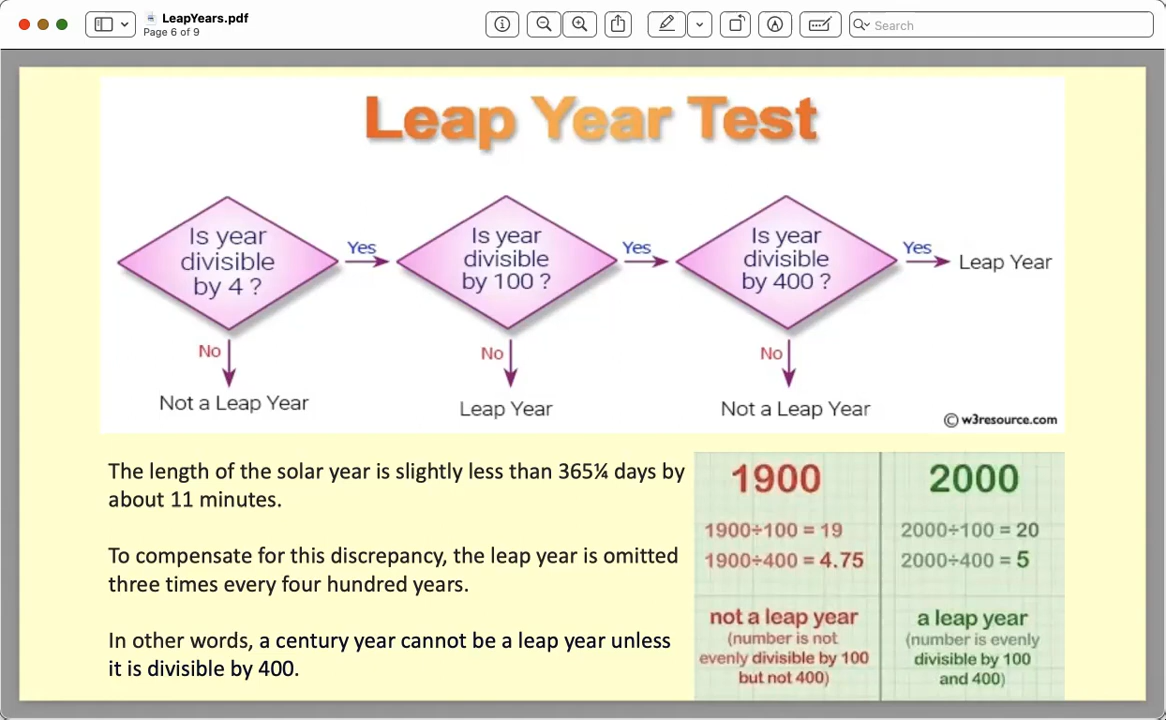 LeapYears.pdf
Page 6 of 9
Search
Leap Year Test
Is year
divisible
by 4 ?
Yes
Is year
divisible
by 100 ?
Yes
Is year
divisible
by 400 ?
Yes
Leap Year
No
No
No
Not a Leap Year
Leap Year
Not a Leap Year
© w3resource.com
The length of the solar year is slightly less than 365¼ days by
about 11 minutes.
To compensate for this discrepancy, the leap year is omitted
three times every four hundred years.
In other words, a century year cannot be a leap year unless
it is divisible by 400.
1900
1900÷100 = 19
1900÷400 = 4.75
not a leap year
(number is not
evenly divisible by 100
but not 400)
2000
2000÷100 = 20
2000÷400 = 5
a leap year
(number is evenly
divisible by 100
and 400)